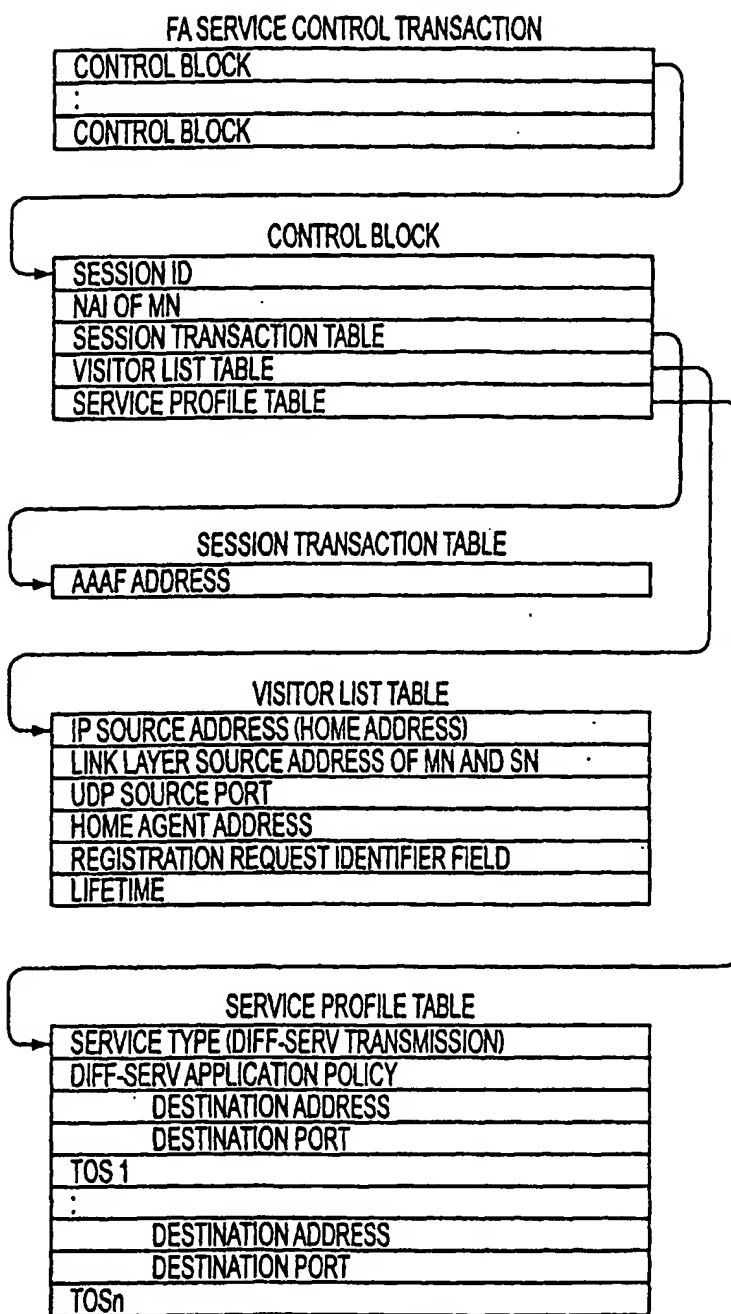 FA SERVICE CONTROL TRANSACTION
CONTROL BLOCK
:
CONTROL BLOCK
CONTROL BLOCK
SESSION ID
NAI OF MN
SESSION TRANSACTION TABLE
VISITOR LIST TABLE
SERVICE PROFILE TABLE
SESSION TRANSACTION TABLE
AAAF ADDRESS
VISITOR LIST TABLE
IP SOURCE ADDRESS (HOME ADDRESS)
LINK LAYER SOURCE ADDRESS OF MN AND SN
UDP SOURCE PORT
HOME AGENT ADDRESS
REGISTRATION REQUEST IDENTIFIER FIELD
LIFETIME
SERVICE PROFILE TABLE
SERVICE TYPE (DIFF-SERV TRANSMISSION)
DIFF-SERV APPLICATION POLICY
DESTINATION ADDRESS
DESTINATION PORT
TOS 1
:
DESTINATION ADDRESS
DESTINATION PORT
TOSn